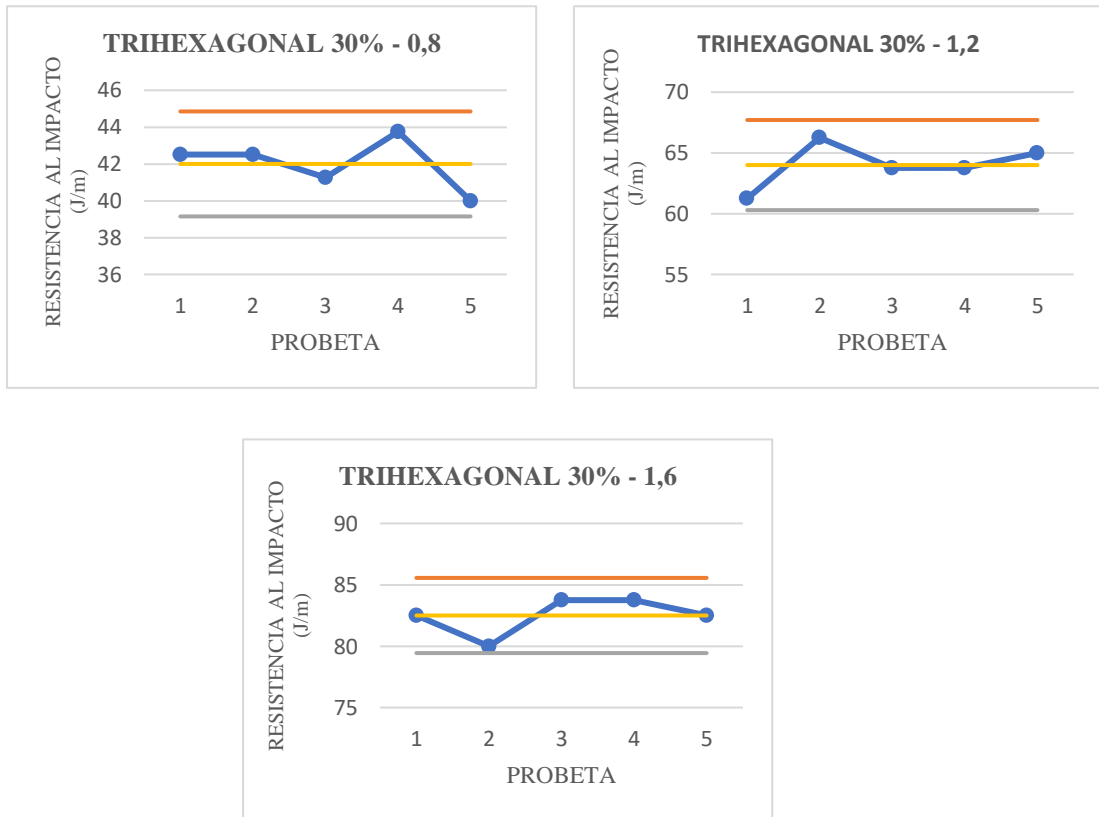 TRIHEXAGONAL 30% - 0,8
RESISTENCIA AL IMPACTO
(J/m)
46
44
42
40
38
36
1 2 3 4 5
PROBETA
TRIHEXAGONAL 30% - 1,2
RESISTENCIA AL IMPACTO
(J/m)
70
65
60
55
1 2 3 4 5
PROBETA
TRIHEXAGONAL 30% - 1,6
RESISTENCIA AL IMPACTO
(J/m)
90
85
80
75
1 2 3 4 5
PROBETA